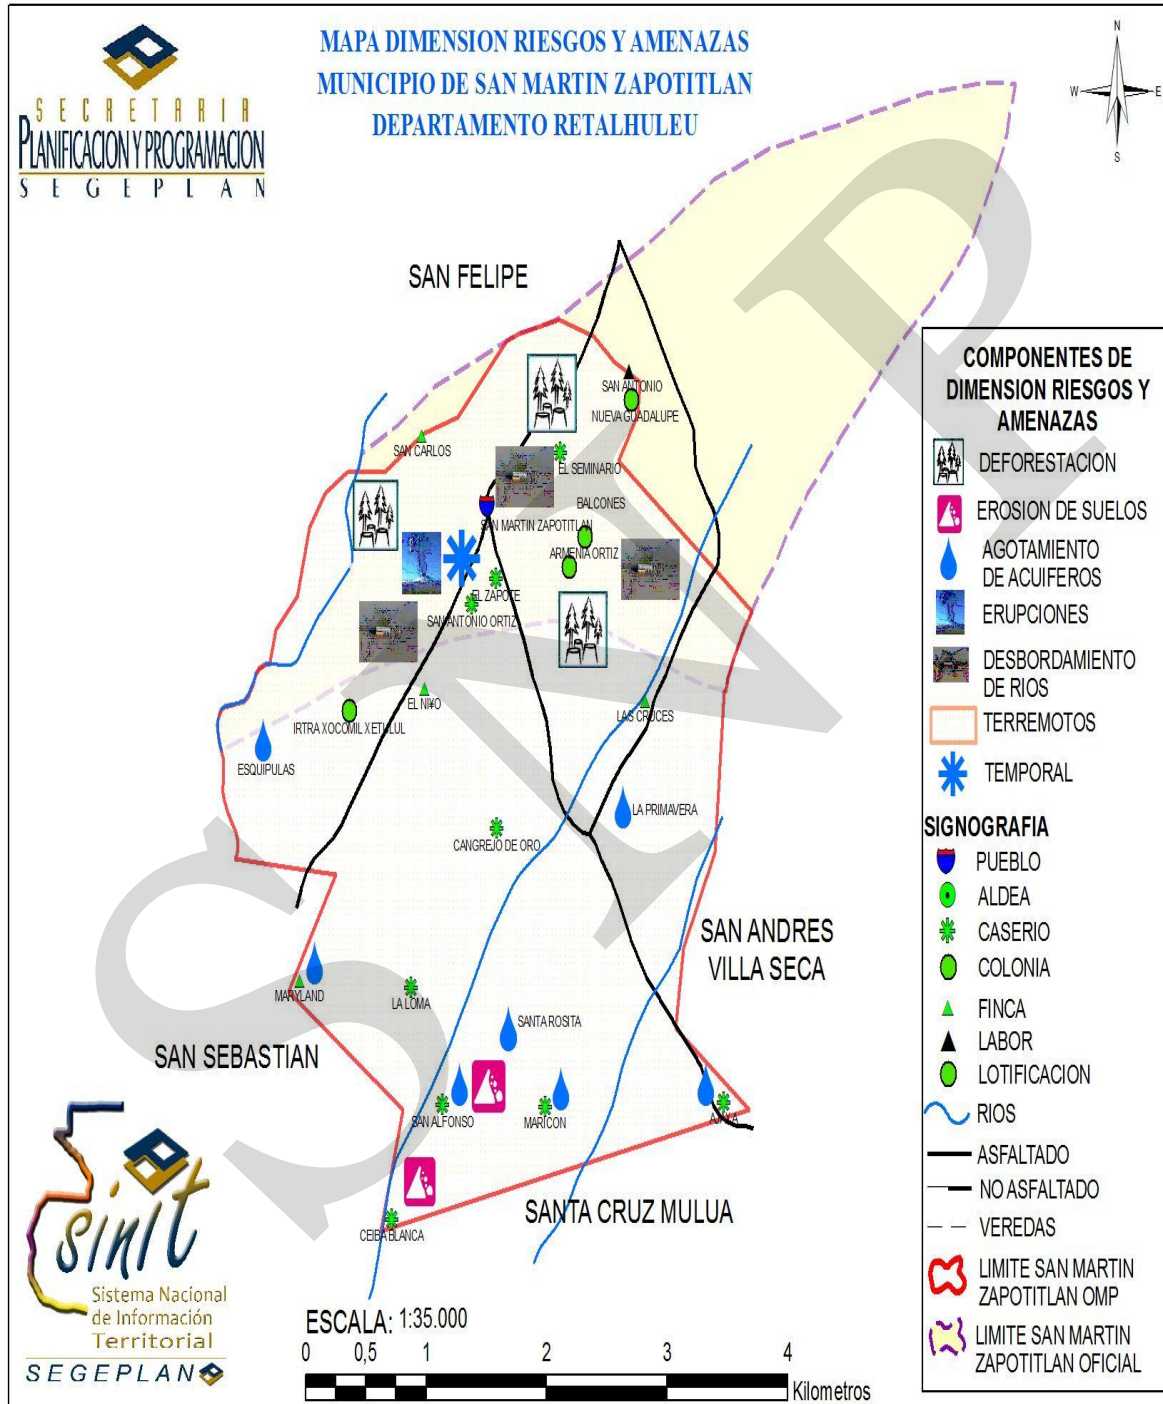 MAPA DIMENSION RIESGOS Y AMENAZAS
MUNICIPIO DE SAN MARTIN ZAPOTITLAN
DEPARTAMENTO RETALHULEU
SECRETARIA
PLANIFICACION Y PROGRAMACION
SEGEPLAN
N
W
E
S
SAN FELIPE
SAN ANTONIO
NUEVA GUADALUPE
SAN CARLOS
EL SEMINARIO
BALCONES
SAN MARTIN ZAPOTITLAN
ARMENIA ORTIZ
EL ZAPOTE
SAN ANTONIO ORTIZ
EL NI¥O
LAS CRUCES
IRTRA XOCOMIL XETULUL
ESQUIPULAS
LA PRIMAVERA
CANGREJO DE ORO
SAN ANDRES
VILLA SECA
MARYLAND
LA LOMA
SANTA ROSITA
SAN SEBASTIAN
SAN ALFONSO
MARICON
AJAXA
SANTA CRUZ MULUA
CEIBA BLANCA
COMPONENTES DE
DIMENSION RIESGOS Y
AMENAZAS
DEFORESTACION
EROSION DE SUELOS
AGOTAMIENTO
DE ACUIFEROS
ERUPCIONES
DESBORDAMIENTO
DE RIOS
TERREMOTOS
TEMPORAL
SIGNOGRAFIA
PUEBLO
ALDEA
CASERIO
COLONIA
FINCA
LABOR
LOTIFICACION
RIOS
ASFALTADO
NO ASFALTADO
VEREDAS
LIMITE SAN MARTIN
ZAPOTITLAN OMP
LIMITE SAN MARTIN
ZAPOTITLAN OFICIAL
sinit
Sistema Nacional
de Información
Territorial
SEGEPLAN
ESCALA: 1:35.000
0 0,5 1 2 3 4
Kilometros
SNP